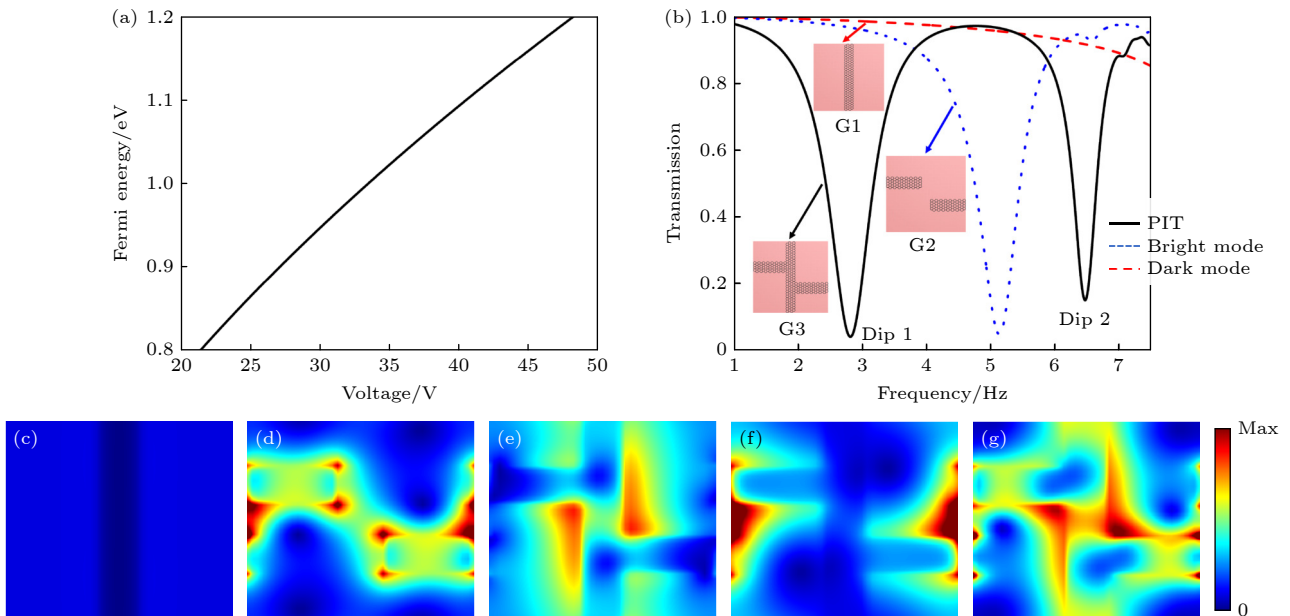 (a)
1.2
1.1
1.0
0.9
0.8
Fermi energy/eV
20 25 30 35 40 45 50
Voltage/V
(b)
1.0
0.8
0.6
0.4
0.2
0
Transmission
G1
G2
G3
Dip 1
Dip 2
PIT
Bright mode
Dark mode
1 2 3 4 5 6 7
Frequency/Hz
(c) (d) (e) (f) (g)
Max
0